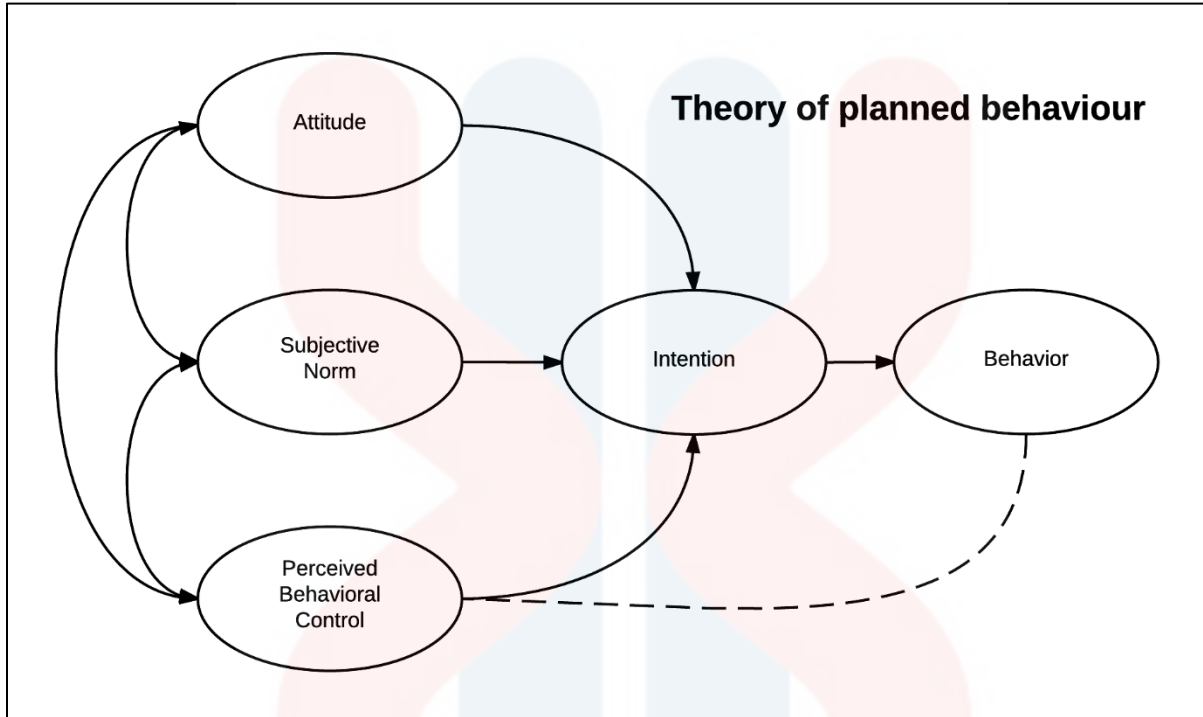 Theory of planned behaviour
Attitude
Subjective
Norm
Intention
Behavior
Perceived
Behavioral
Control